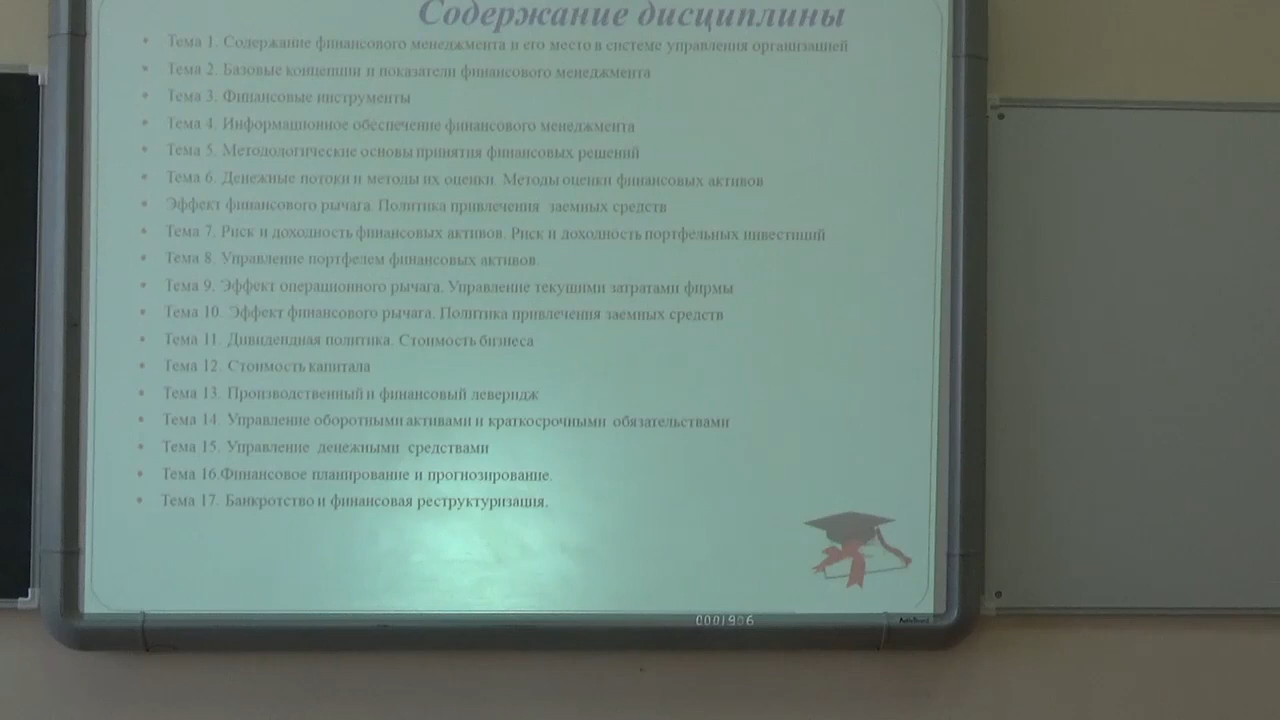 Содержание дисциплины
• Тема 1. Содержание финансового менеджмента и его место в системе управления организацией
• Тема 2. Базовые концепции и показатели финансового менеджмента
• Тема 3. Финансовые инструменты
• Тема 4. Информационное обеспечение финансового менеджмента
• Тема 5. Методологические основы принятия финансовых решений
• Тема 6. Денежные потоки и методы их оценки. Методы оценки финансовых активов
• Эффект финансового рычага. Политика привлечения заемных средств
• Тема 7. Риск и доходность финансовых активов. Риск и доходность портфельных инвестиций
• Тема 8. Управление портфелем финансовых активов.
• Тема 9. Эффект операционного рычага. Управление текущими затратами фирмы
• Тема 10. Эффект финансового рычага. Политика привлечения заемных средств
• Тема 11. Дивидендная политика. Стоимость бизнеса
• Тема 12. Стоимость капитала
• Тема 13. Производственный и финансовый леверидж
• Тема 14. Управление оборотными активами и краткосрочными обязательствами
• Тема 15. Управление денежными средствами
• Тема 16.Финансовое планирование и прогнозирование.
• Тема 17. Банкротство и финансовая реструктуризация.
0001906